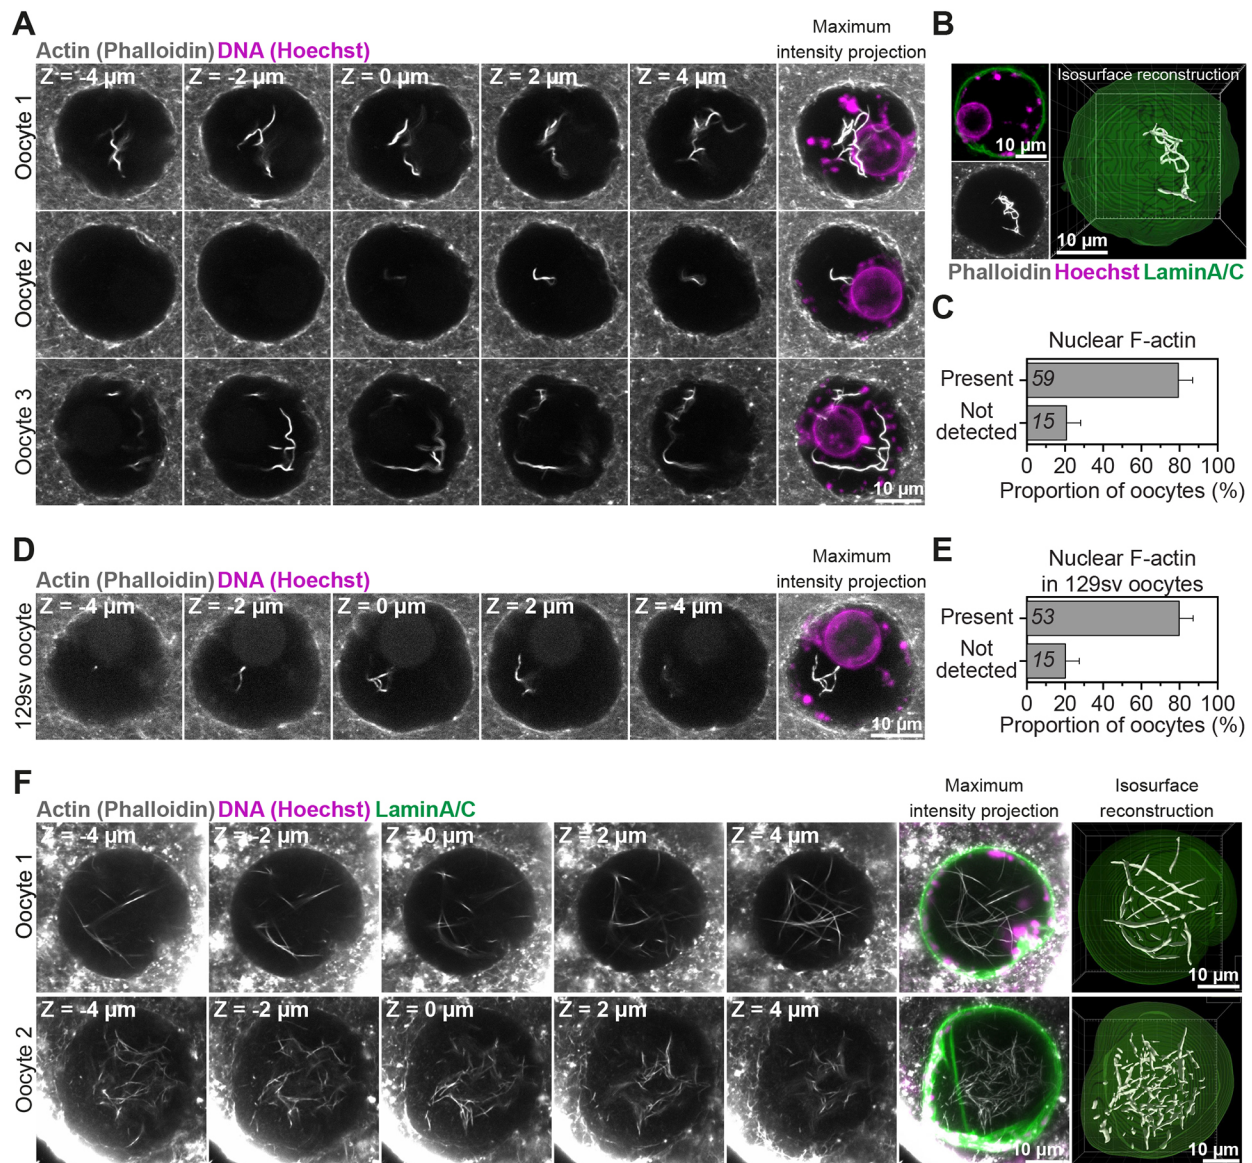 A
Actin (Phalloidin) DNA (Hoechst)
Maximum
intensity projection
Z = -4 µm
Z = -2 µm
Z = 0 µm
Z = 2 µm
Z = 4 µm
Oocyte 1
Oocyte 2
Oocyte 3
10 µm
B
Isosurface reconstruction
10 µm
10 µm
Phalloidin Hoechst LaminA/C
C
Nuclear F-actin
Present
59
Not
detected
15
0 20 40 60 80 100
Proportion of oocytes (%)
D
Actin (Phalloidin) DNA (Hoechst)
Maximum
intensity projection
Z = -4 µm
Z = -2 µm
Z = 0 µm
Z = 2 µm
Z = 4 µm
129sv oocyte
10 µm
E
Nuclear F-actin
in 129sv oocytes
Present
53
Not
detected
15
0 20 40 60 80 100
Proportion of oocytes (%)
F
Actin (Phalloidin) DNA (Hoechst) LaminA/C
Maximum
intensity projection
Isosurface
reconstruction
Z = -4 µm
Z = -2 µm
Z = 0 µm
Z = 2 µm
Z = 4 µm
Oocyte 1
10 µm
Z = -4 µm
Z = -2 µm
Z = 0 µm
Z = 2 µm
Z = 4 µm
Oocyte 2
10 µm
10 µm